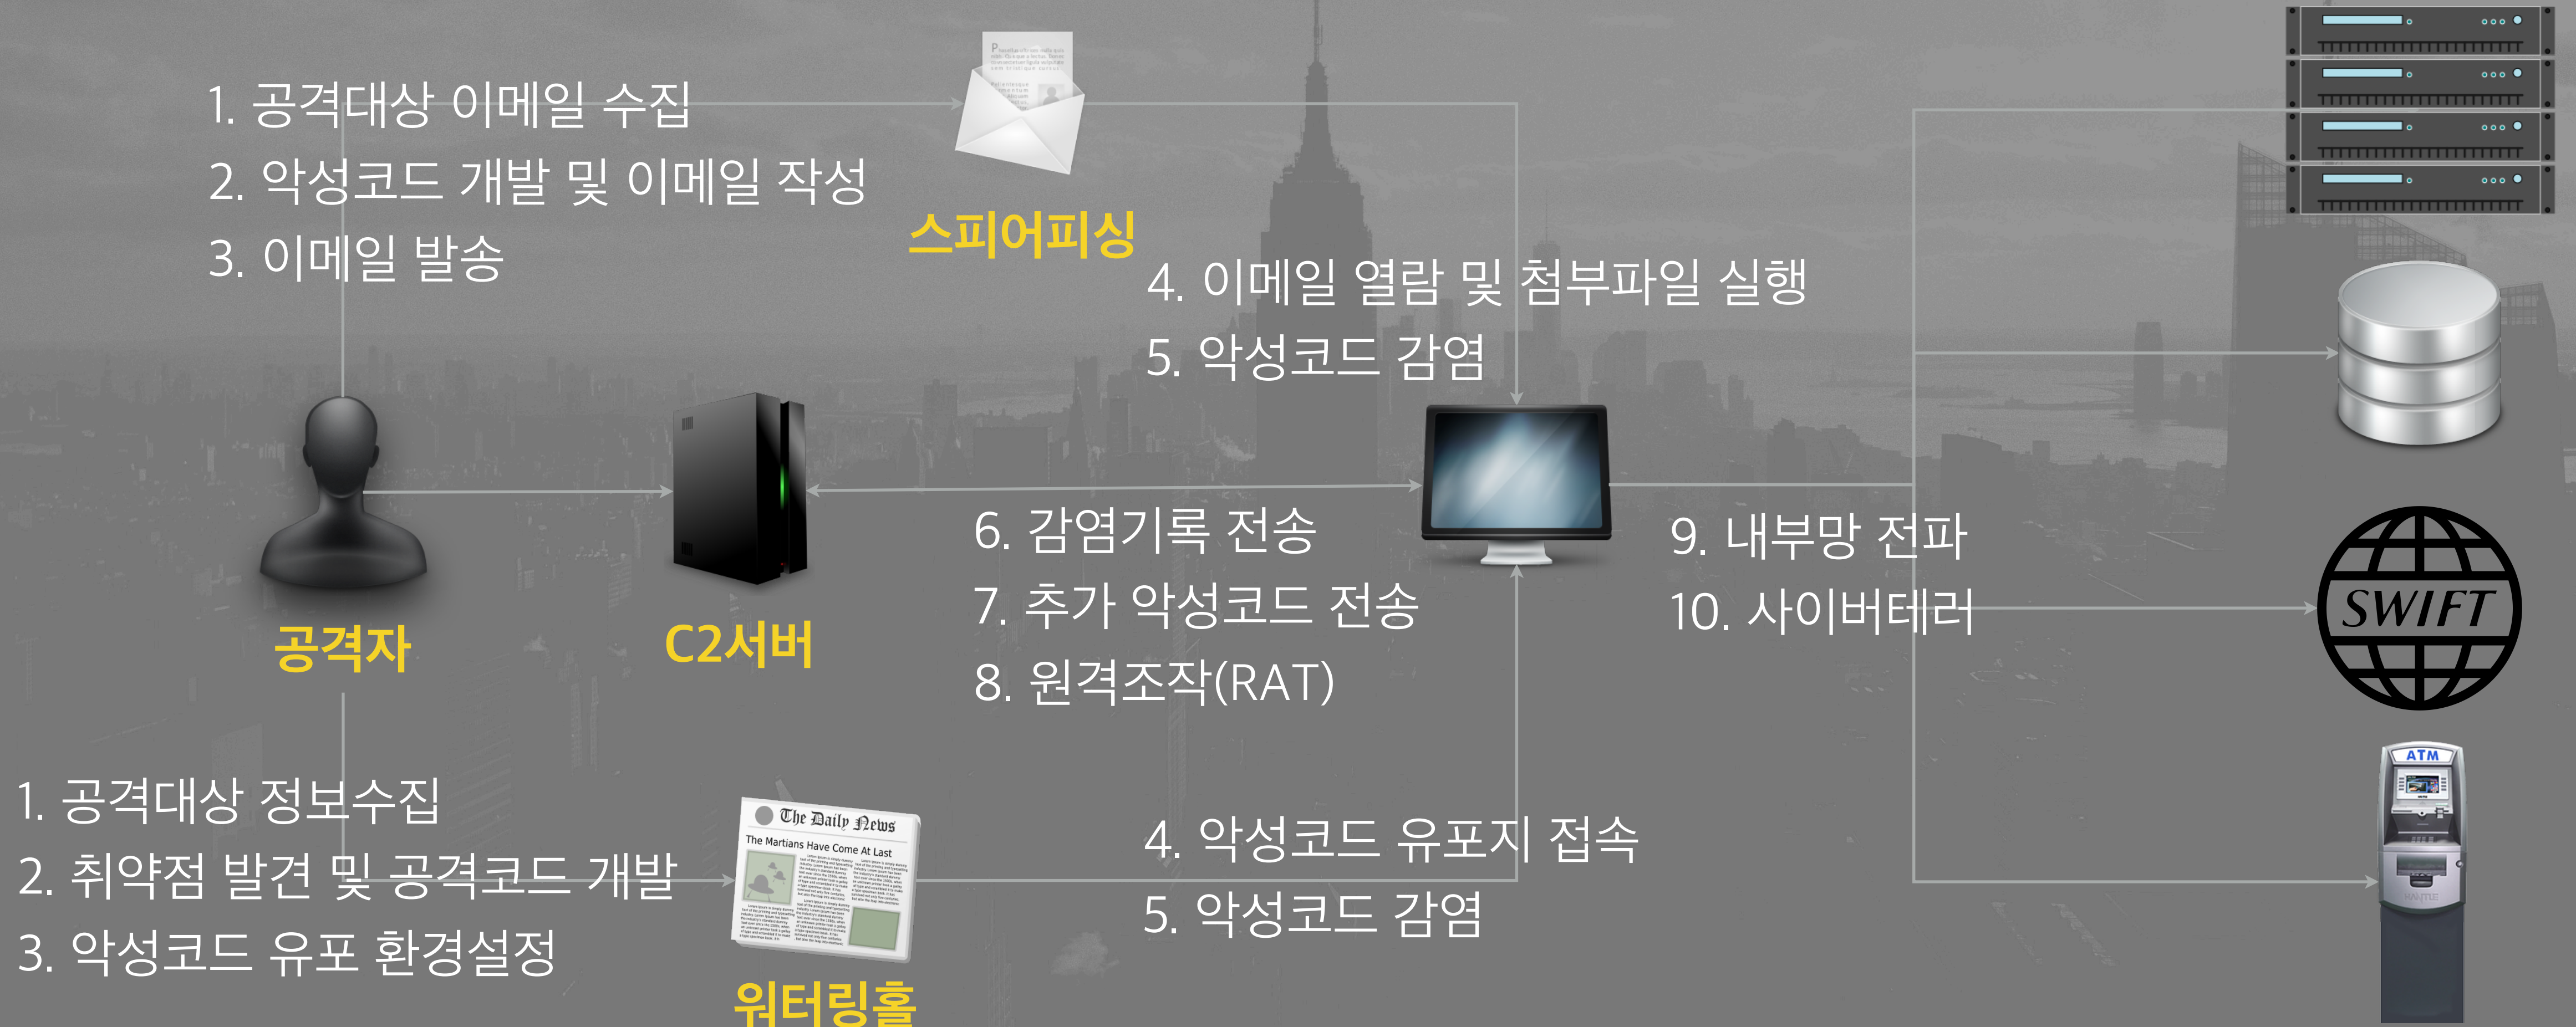 1. 공격대상 이메일 수집
2. 악성코드 개발 및 이메일 작성
3. 이메일 발송
스피어피싱
4. 이메일 열람 및 첨부파일 실행
5. 악성코드 감염
공격자
C2서버
6. 감염기록 전송
7. 추가 악성코드 전송
8. 원격조작(RAT)
9. 내부망 전파
10. 사이버테러
SWIFT
ATM
1. 공격대상 정보수집
2. 취약점 발견 및 공격코드 개발
3. 악성코드 유포 환경설정
The Daily News
The Martians Have Come At Last
워터링홀
4. 악성코드 유포지 접속
5. 악성코드 감염